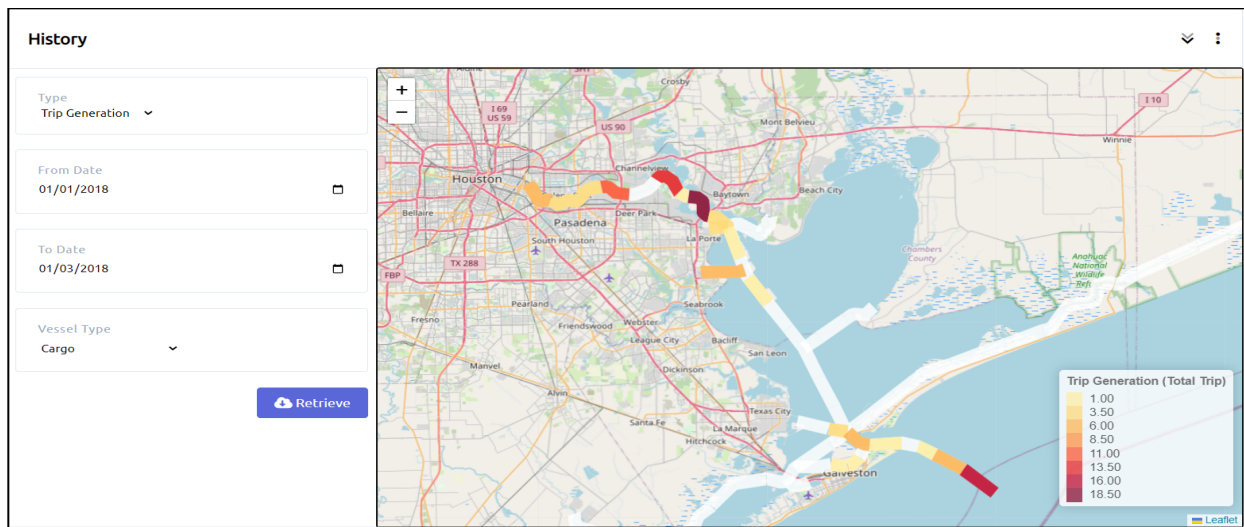 History
Type
Trip Generation
From Date
01/01/2018
To Date
01/03/2018
Vessel Type
Cargo
Retrieve
+
−
Crosby
I 69
US 59
US 90
Mont Belvieu
I 10
Winnie
Houston
Channelview
Baytown
Beach City
Bellaire
Pasadena
Deer Park
South Houston
La Porte
Chambers
County
Anahuac
National
Wildlife
Refu
FBP
TX 288
Pearland
Seabrook
Fresno
Friendswood
Webster
League City
Bacliff
San Leon
Manvel
Dickinson
Alvin
Texas City
Santa Fe
La Marque
Hitchcock
Galveston
Trip Generation (Total Trip)
1.00
3.50
6.00
8.50
11.00
13.50
16.00
18.50
Leaflet